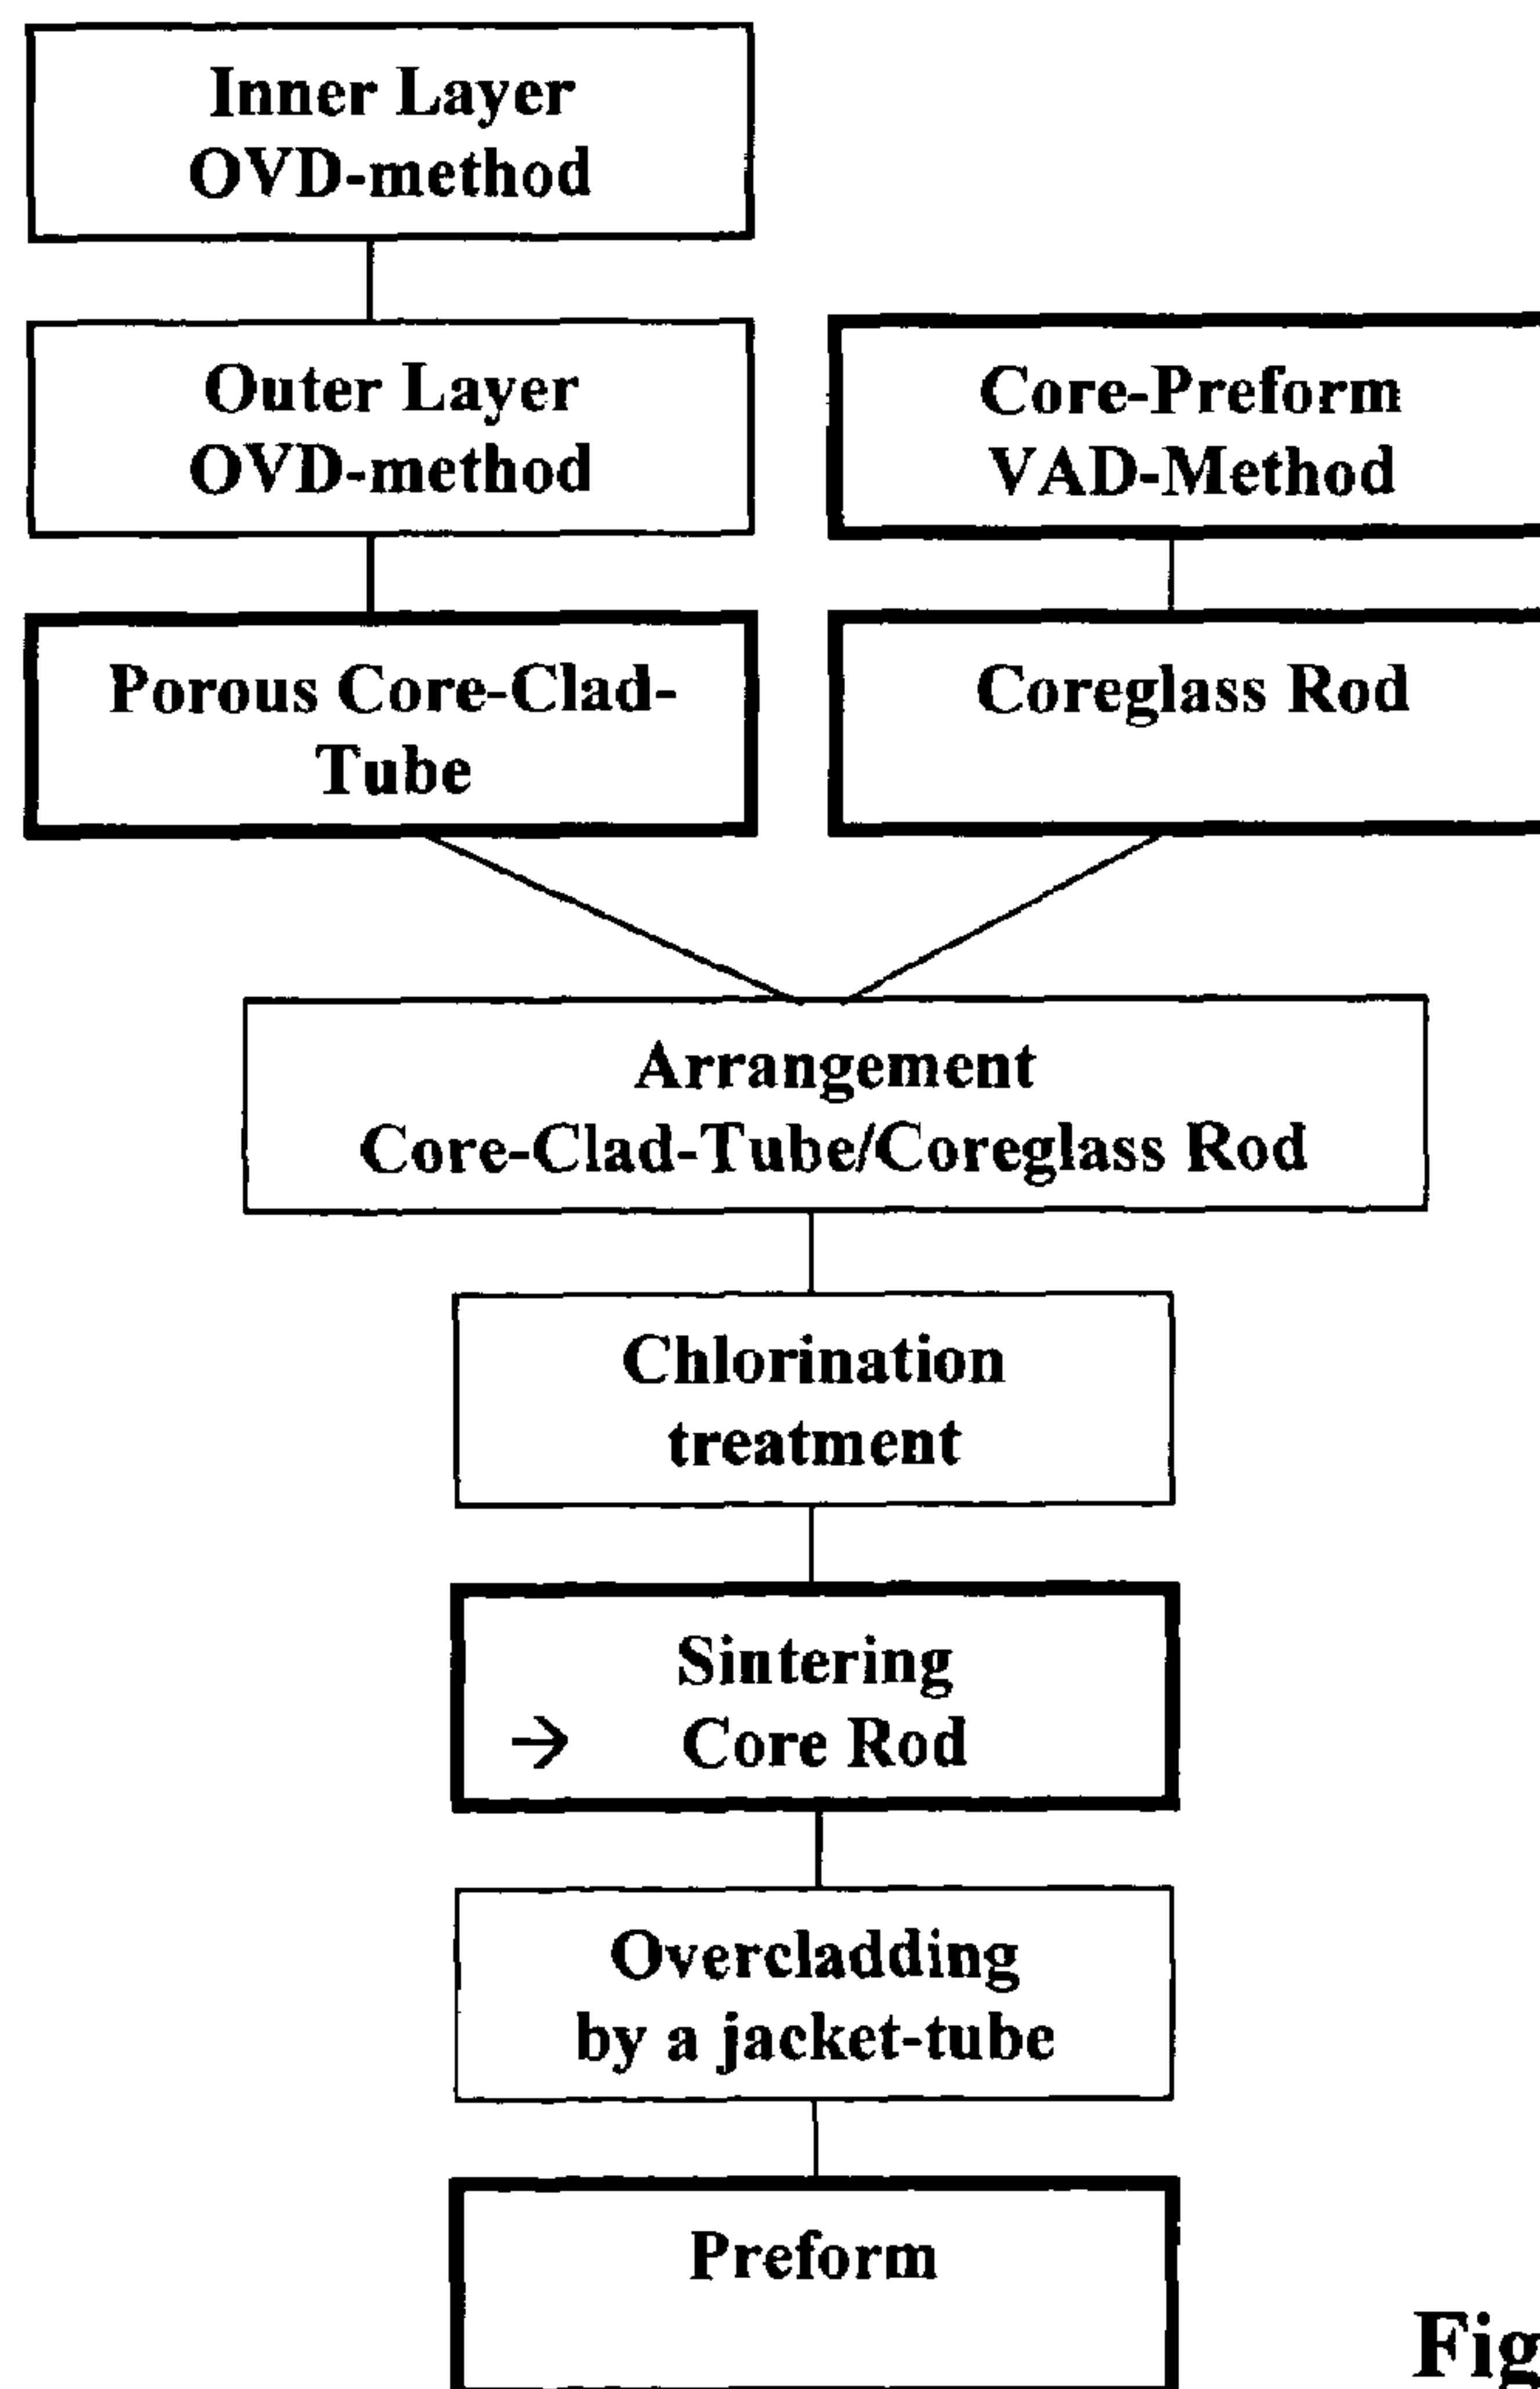 Inner Layer
OVD-method
Outer Layer
OVD-method
Core-Preform
VAD-Method
Porous Core-Clad-
Tube
Coreglass Rod
Arrangement
Core-Clad-Tube/Coreglass Rod
Chlorination
treatment
Sintering
→ Core Rod
Overcladding
by a jacket-tube
Preform
Fig